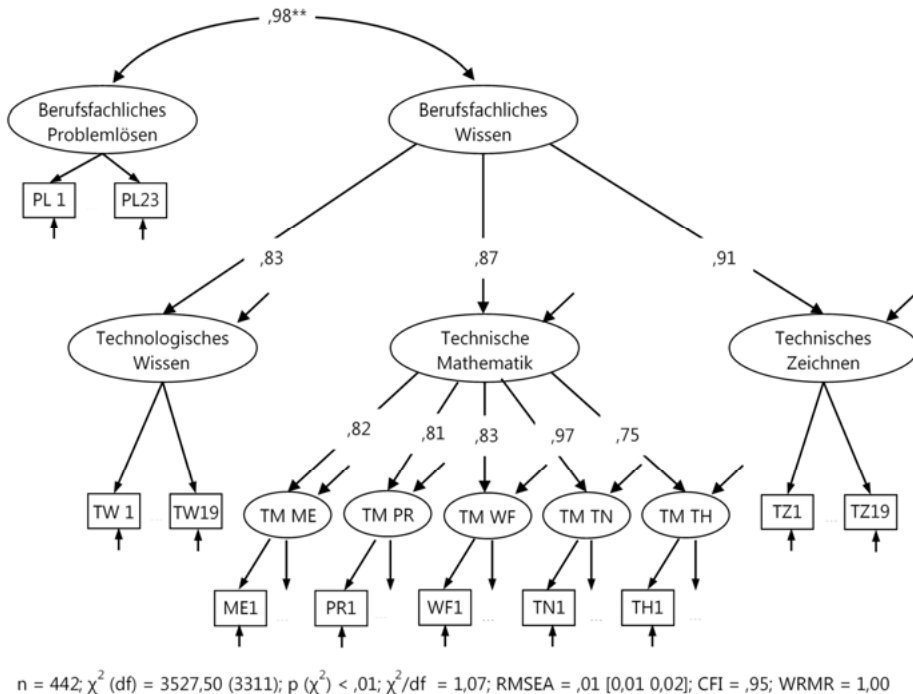 ,98**
Berufsfachliches
Problemlösen
Berufsfachliches
Wissen
PL 1 ... PL23
,83 ,87 ,91
Technologisches
Wissen
Technische
Mathematik
Technisches
Zeichnen
,82 ,81 ,83 ,97 ,75
TW 1 ... TW19
TM ME TM PR TM WF TM TN TM TH
TZ1 ... TZ19
ME1 ... PR1 ... WF1 ... TN1 ... TH1 ...
n = 442; χ² (df) = 3527,50 (3311); p (χ²) < ,01; χ²/df = 1,07; RMSEA = ,01 [0,01 0,02]; CFI = ,95; WRMR = 1,00